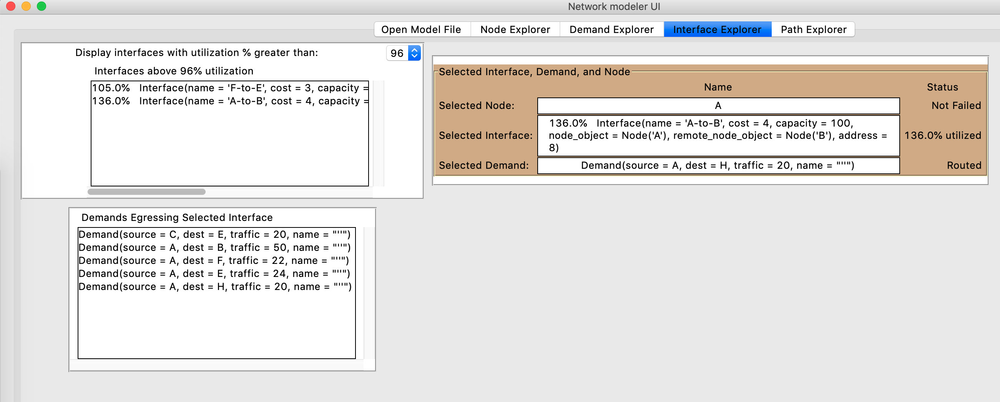 Network modeler UI
Open Model File Node Explorer Demand Explorer Interface Explorer Path Explorer
Display interfaces with utilization % greater than: 96
Interfaces above 96% utilization
105.0% Interface(name = 'F-to-E', cost = 3, capacity =
136.0% Interface(name = 'A-to-B', cost = 4, capacity =
Selected Interface, Demand, and Node
Name Status
Selected Node: A Not Failed
Selected Interface: 136.0% Interface(name = 'A-to-B', cost = 4, capacity = 100,
node_object = Node('A'), remote_node_object = Node('B'), address =
8)
136.0% utilized
Selected Demand: Demand(source = A, dest = H, traffic = 20, name = "''") Routed
Demands Egressing Selected Interface
Demand(source = C, dest = E, traffic = 20, name = "''")
Demand(source = A, dest = B, traffic = 50, name = "''")
Demand(source = A, dest = F, traffic = 22, name = "''")
Demand(source = A, dest = E, traffic = 24, name = "''")
Demand(source = A, dest = H, traffic = 20, name = "''")